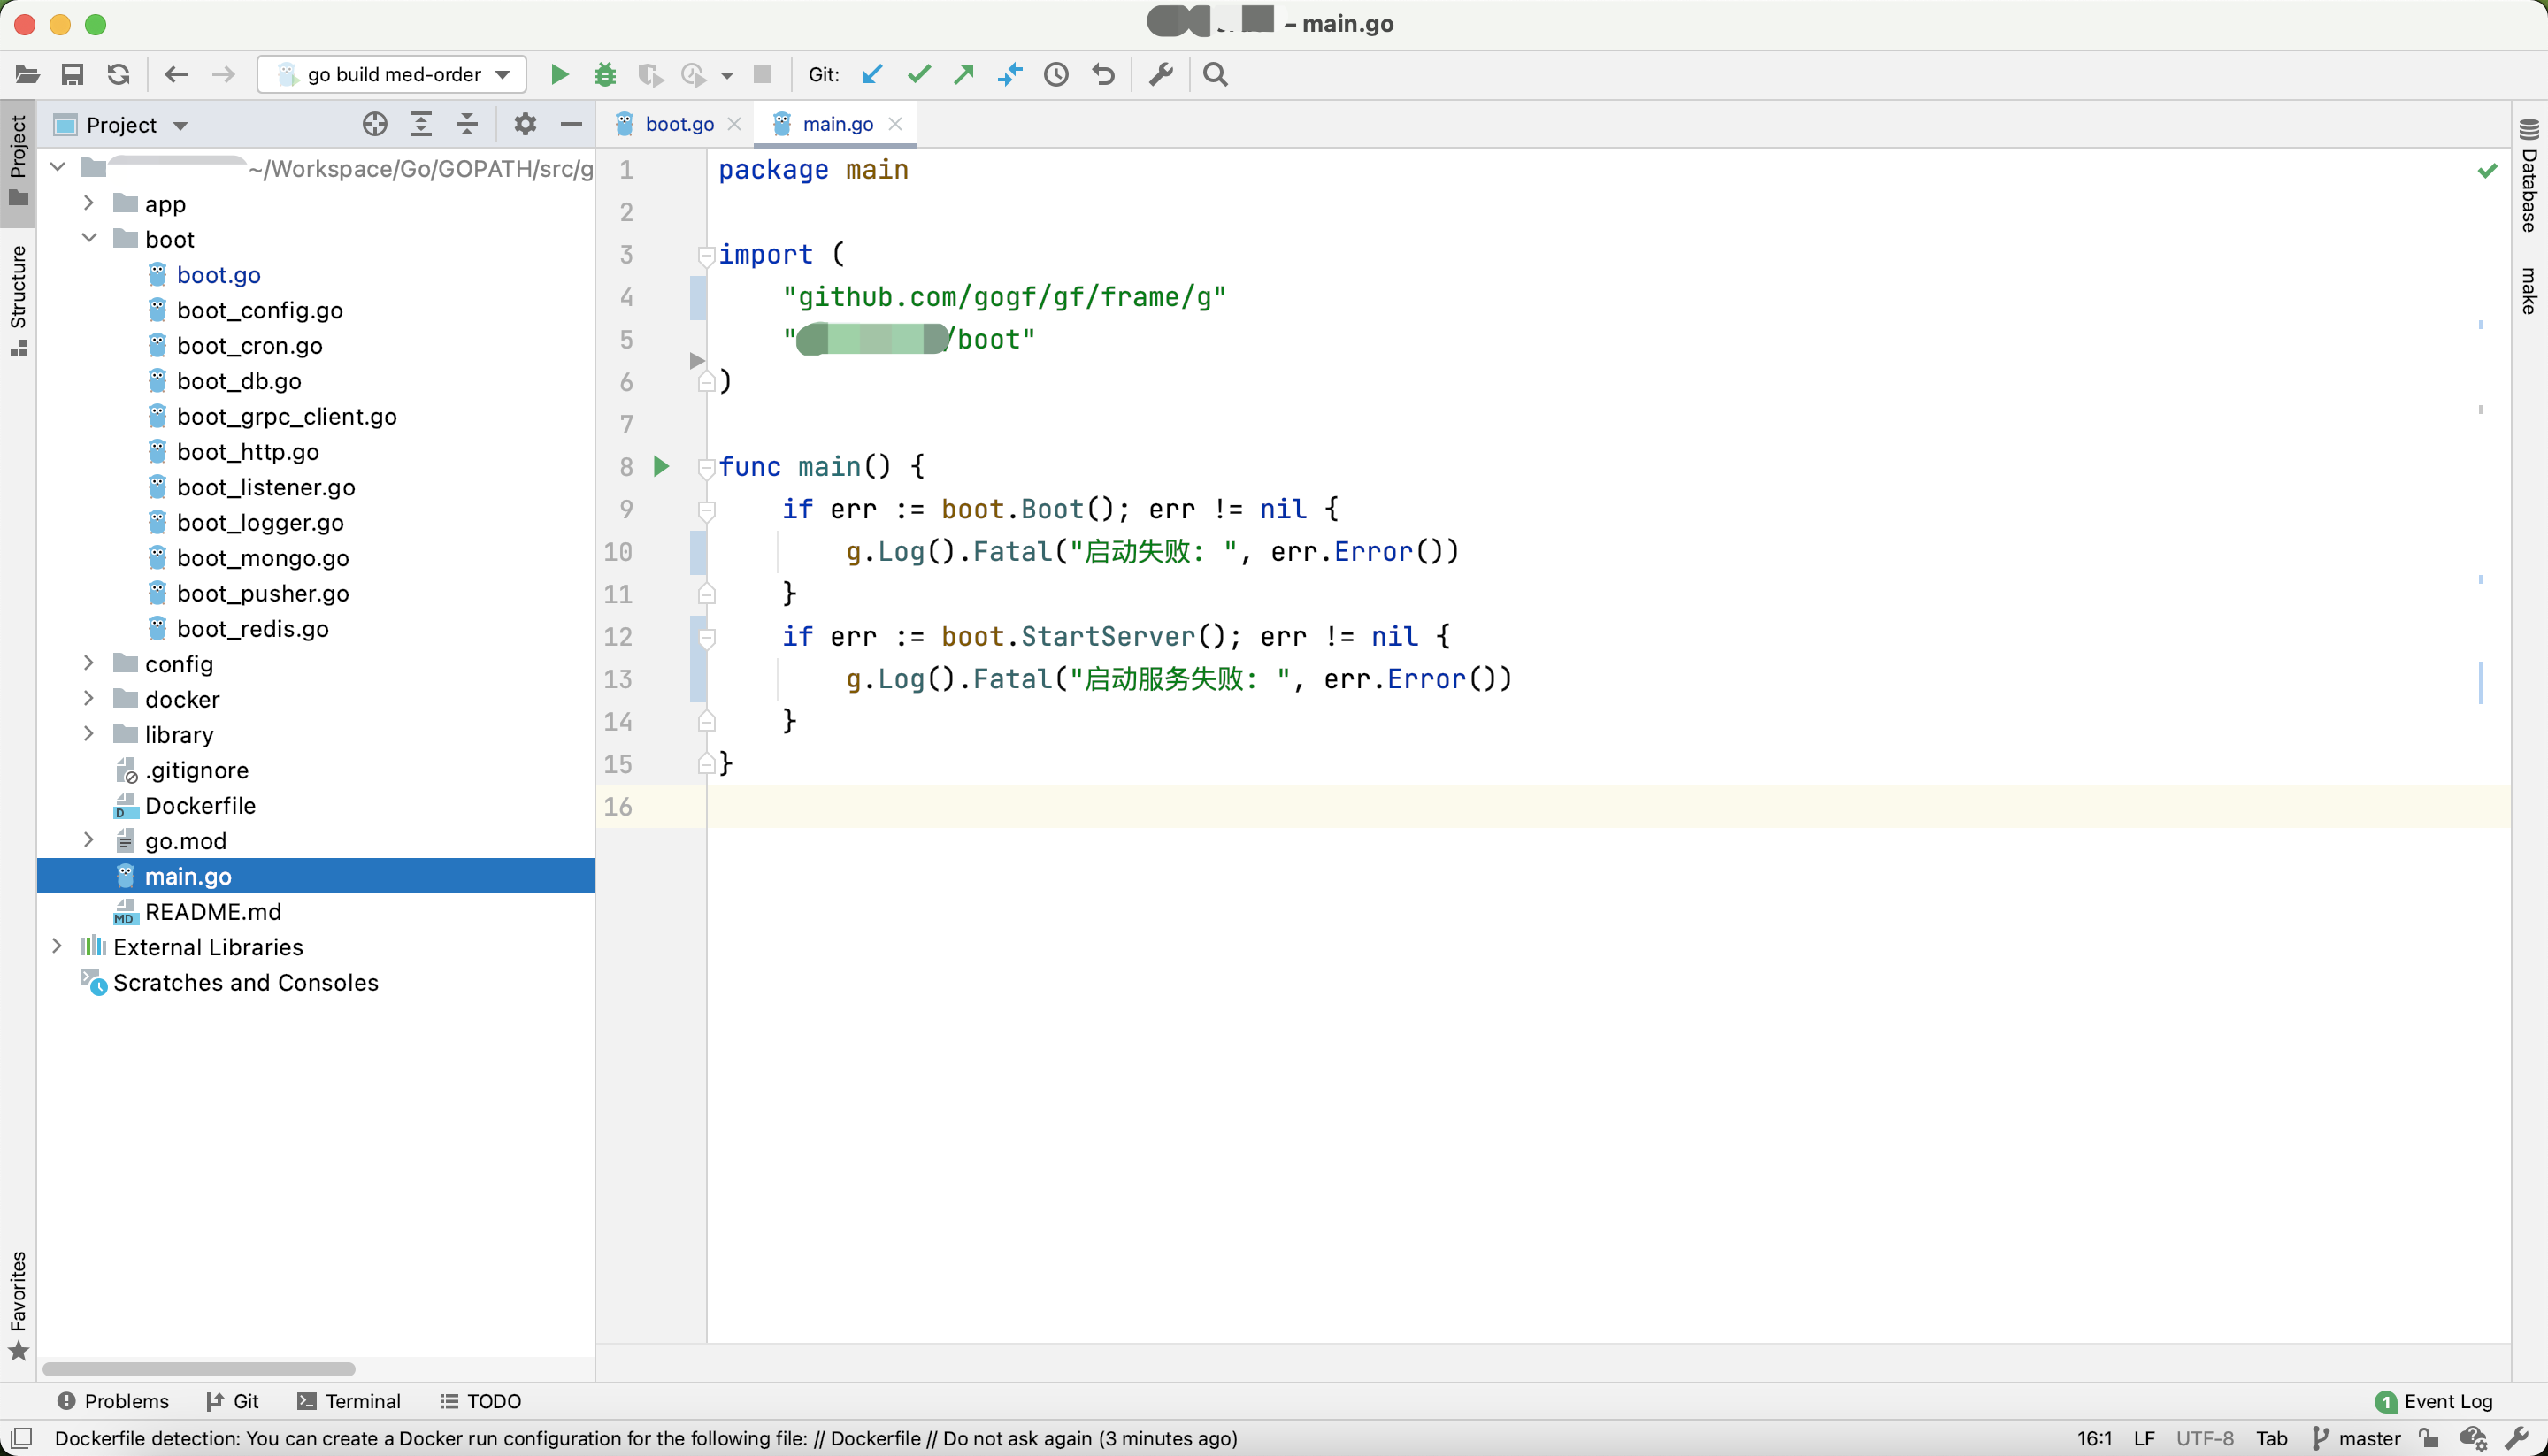 – main.go
go build med-order
Git:
Project
Structure
Favorites
Project
~/Workspace/Go/GOPATH/src/g
app
boot
boot.go
boot_config.go
boot_cron.go
boot_db.go
boot_grpc_client.go
boot_http.go
boot_listener.go
boot_logger.go
boot_mongo.go
boot_pusher.go
boot_redis.go
config
docker
library
.gitignore
Dockerfile
go.mod
main.go
README.md
External Libraries
Scratches and Consoles
boot.go
main.go
1 package main
2
3 import (
4 "github.com/gogf/gf/frame/g"
5 "/boot"
6 )
7
8 func main() {
9 if err := boot.Boot(); err != nil {
10 g.Log().Fatal("启动失败: ", err.Error())
11 }
12 if err := boot.StartServer(); err != nil {
13 g.Log().Fatal("启动服务失败: ", err.Error())
14 }
15 }
16
Database
make
Problems Git Terminal TODO
1 Event Log
Dockerfile detection: You can create a Docker run configuration for the following file: // Dockerfile // Do not ask again (3 minutes ago)
16:1 LF UTF-8 Tab master